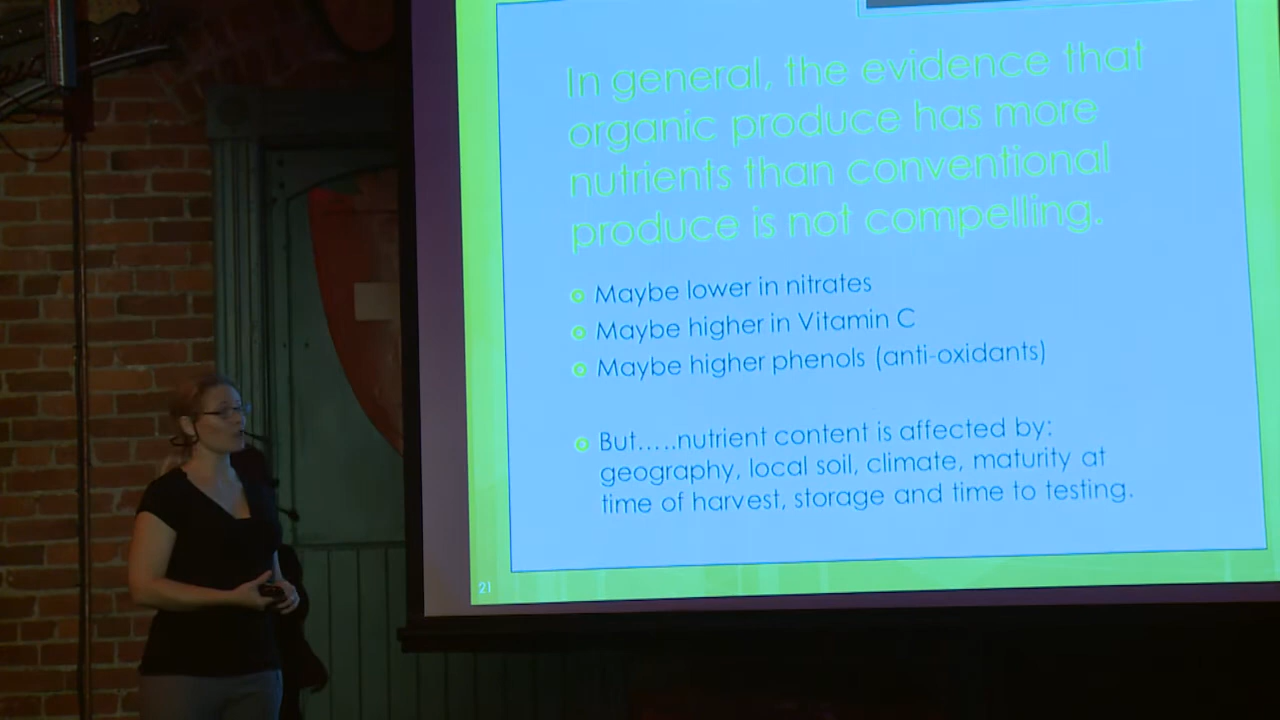 In general, the evidence that
organic produce has more
nutrients than conventional
produce is not compelling.
Maybe lower in nitrates
Maybe higher in Vitamin C
Maybe higher phenols (anti-oxidants)
But.....nutrient content is affected by:
geography, local soil, climate, maturity at
time of harvest, storage and time to testing.
21